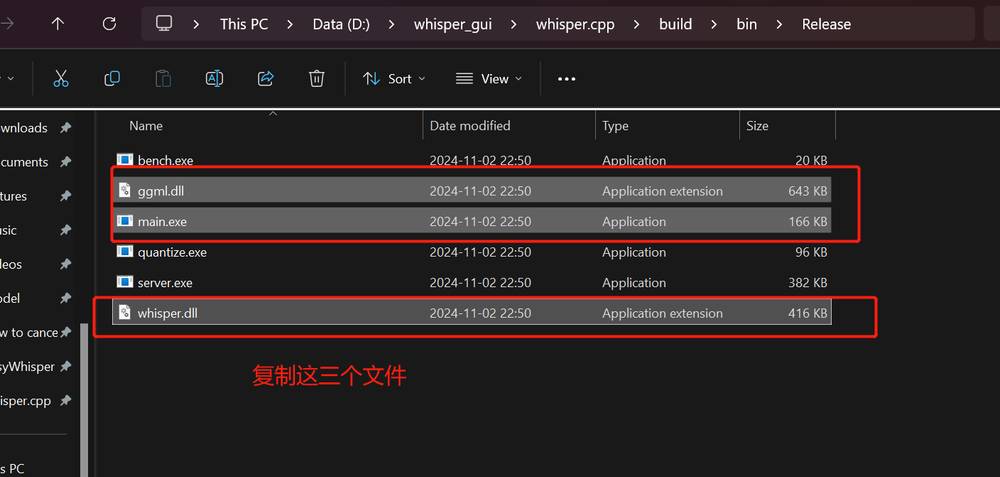 This PC > Data (D:) > whisper_gui > whisper.cpp > build > bin > Release
Sort View
Name Date modified Type Size
wnloads
bench.exe 2024-11-02 22:50 Application 20 KB
cuments
ggml.dll 2024-11-02 22:50 Application extension 643 KB
tures
main.exe 2024-11-02 22:50 Application 166 KB
usic
quantize.exe 2024-11-02 22:50 Application 96 KB
deos
server.exe 2024-11-02 22:50 Application 382 KB
odel
whisper.dll 2024-11-02 22:50 Application extension 416 KB
w to cance
syWhisper
复制这三个文件
isper.cpp
s PC